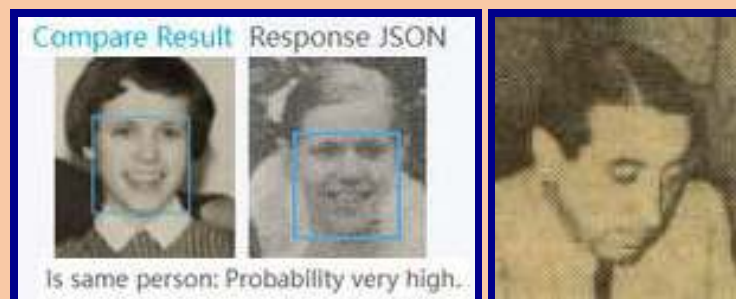 Compare Result Response JSON
Is same person: Probability very high.